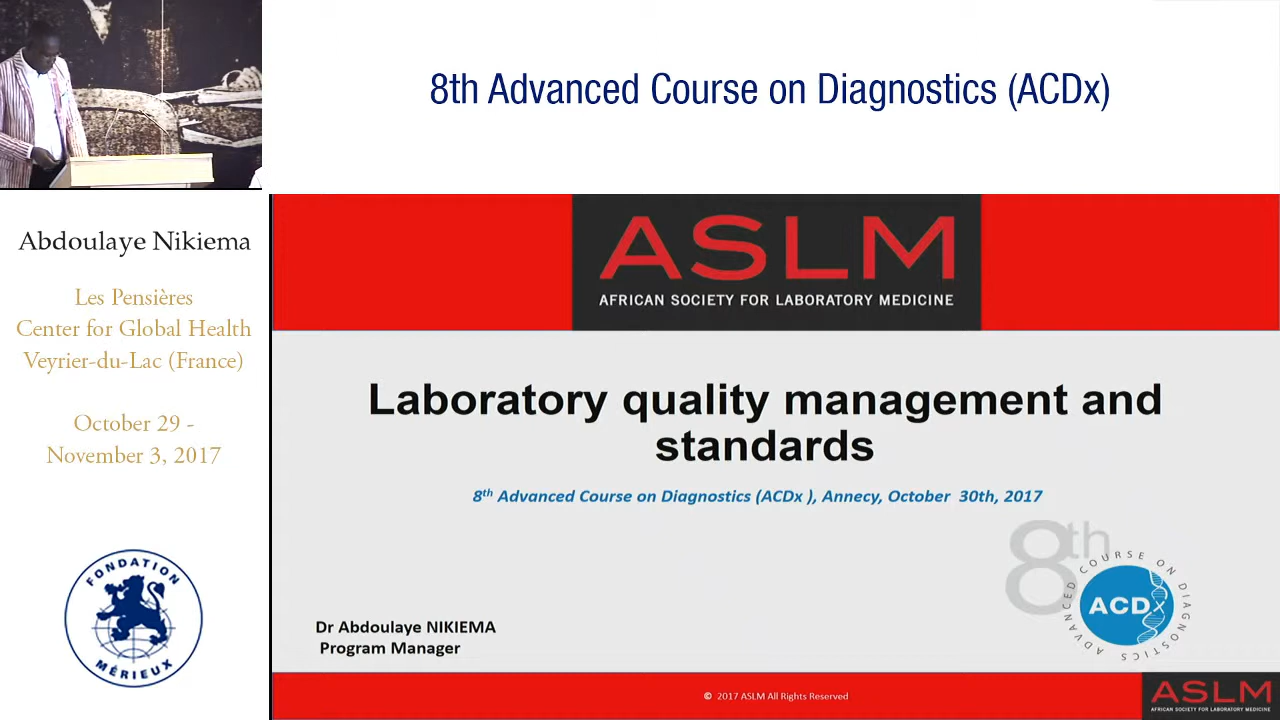 8th Advanced Course on Diagnostics (ACDx)
Abdoulaye Nikiema
Les Pensières
Center for Global Health
Veyrier-du-Lac (France)
October 29 -
November 3, 2017
FONDATION
MÉRIEUX
ASLM
AFRICAN SOCIETY FOR LABORATORY MEDICINE
Laboratory quality management and
standards
8th Advanced Course on Diagnostics (ACDx ), Annecy, October 30th, 2017
8th
ADVANCED COURSE ON DIAGNOSTICS
ACDx
Dr Abdoulaye NIKIEMA
Program Manager
© 2017 ASLM All Rights Reserved
ASLM
AFRICAN SOCIETY FOR LABORATORY MEDICINE